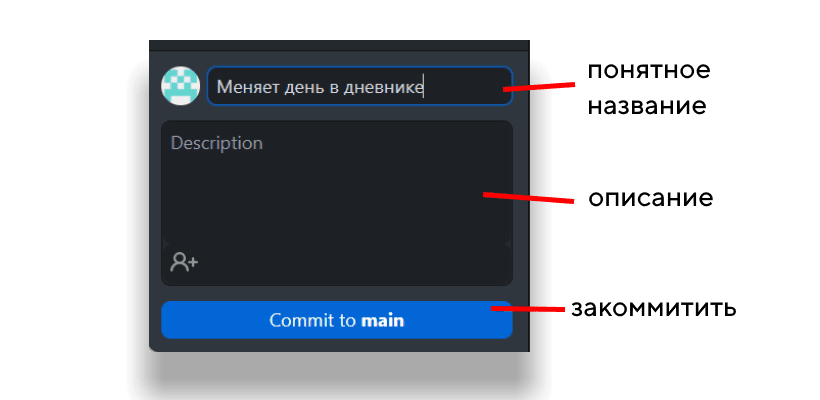 Меняет день в дневнике
понятное
название
Description
описание
Commit to main
закоммитить